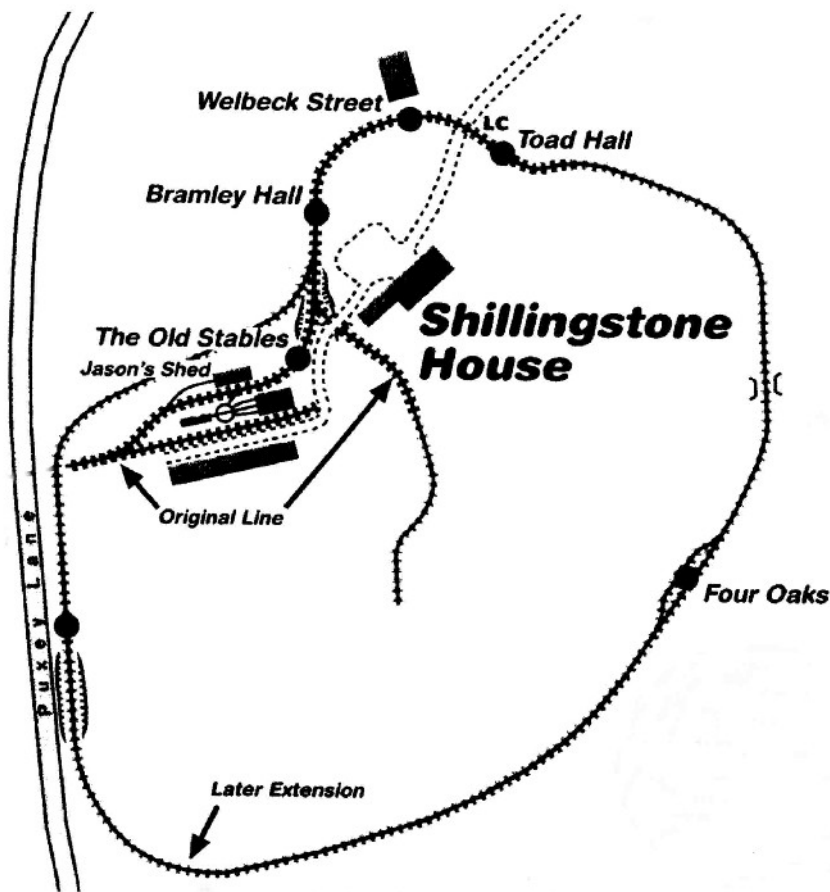 Welbeck Street
LC
Toad Hall
Bramley Hall
Shillingstone
House
The Old Stables
Jason's Shed
Original Line
Puxey Lane
Four Oaks
Later Extension